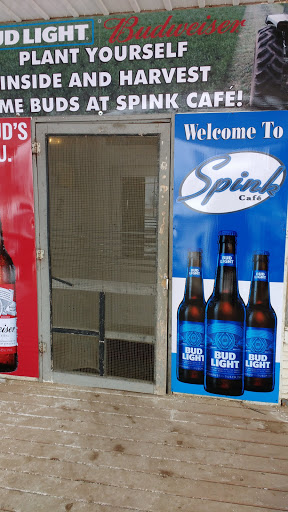 UD LIGHT Budweiser
PLANT YOURSELF
INSIDE AND HARVEST
ME BUDS AT SPINK CAFÉ!
UD'S
U.
Welcome To
Spink
Café
BUD
LIGHT
BUD
LIGHT
BUD
LIGHT